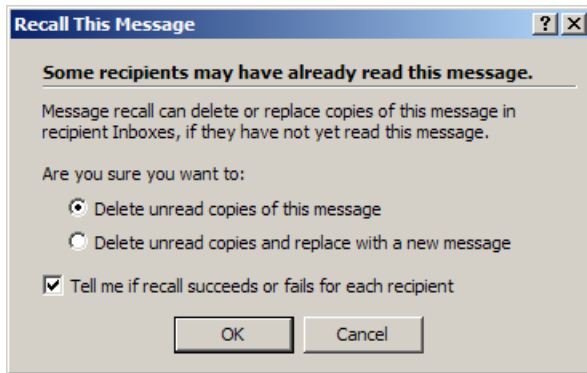 Recall This Message
Some recipients may have already read this message.
Message recall can delete or replace copies of this message in
recipient Inboxes, if they have not yet read this message.
Are you sure you want to:
Delete unread copies of this message
Delete unread copies and replace with a new message
Tell me if recall succeeds or fails for each recipient
OK Cancel